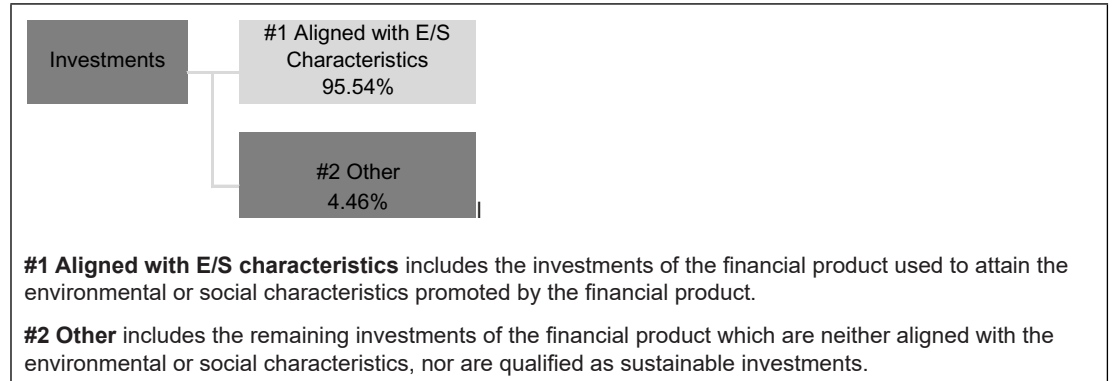 Investments
#1 Aligned with E/S
Characteristics
95.54%
#2 Other
4.46%
#1 Aligned with E/S characteristics includes the investments of the financial product used to attain the
environmental or social characteristics promoted by the financial product.
#2 Other includes the remaining investments of the financial product which are neither aligned with the
environmental or social characteristics, nor are qualified as sustainable investments.